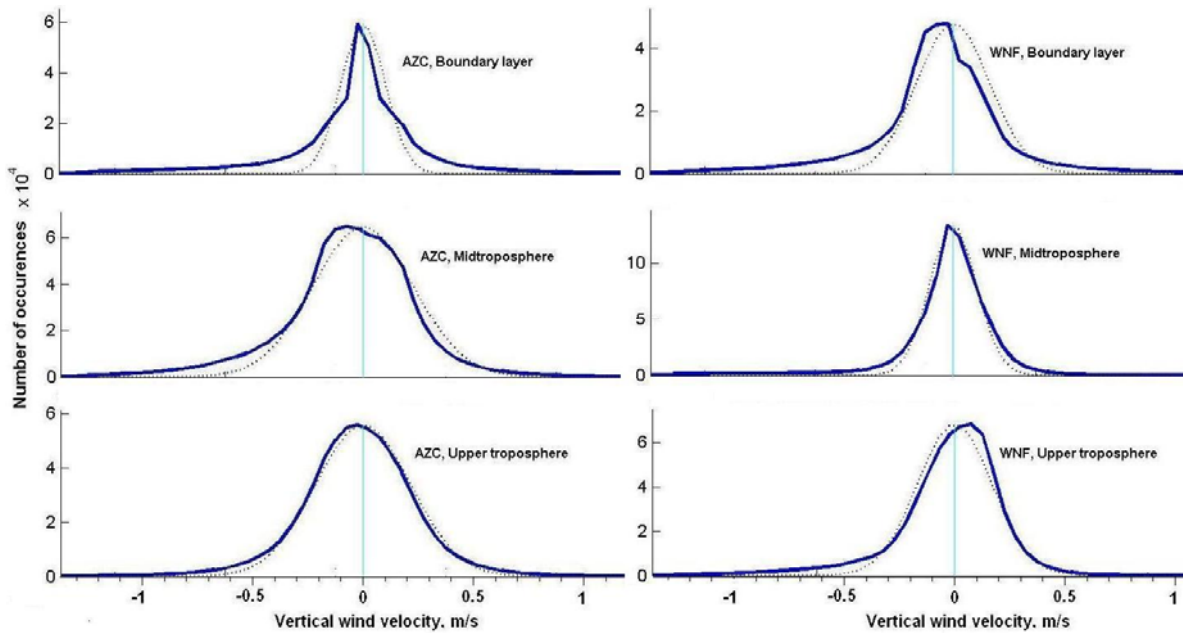 Number of occurences x 10⁴
6
4
2
0
AZC, Boundary layer
4
2
0
WNF, Boundary layer
6
4
2
0
AZC, Midtroposphere
10
5
0
WNF, Midtroposphere
6
4
2
0
AZC, Upper troposphere
-1 -0.5 0 0.5 1
Vertical wind velocity, m/s
6
4
2
0
WNF, Upper troposphere
-1 -0.5 0 0.5 1
Vertical wind velocity, m/s